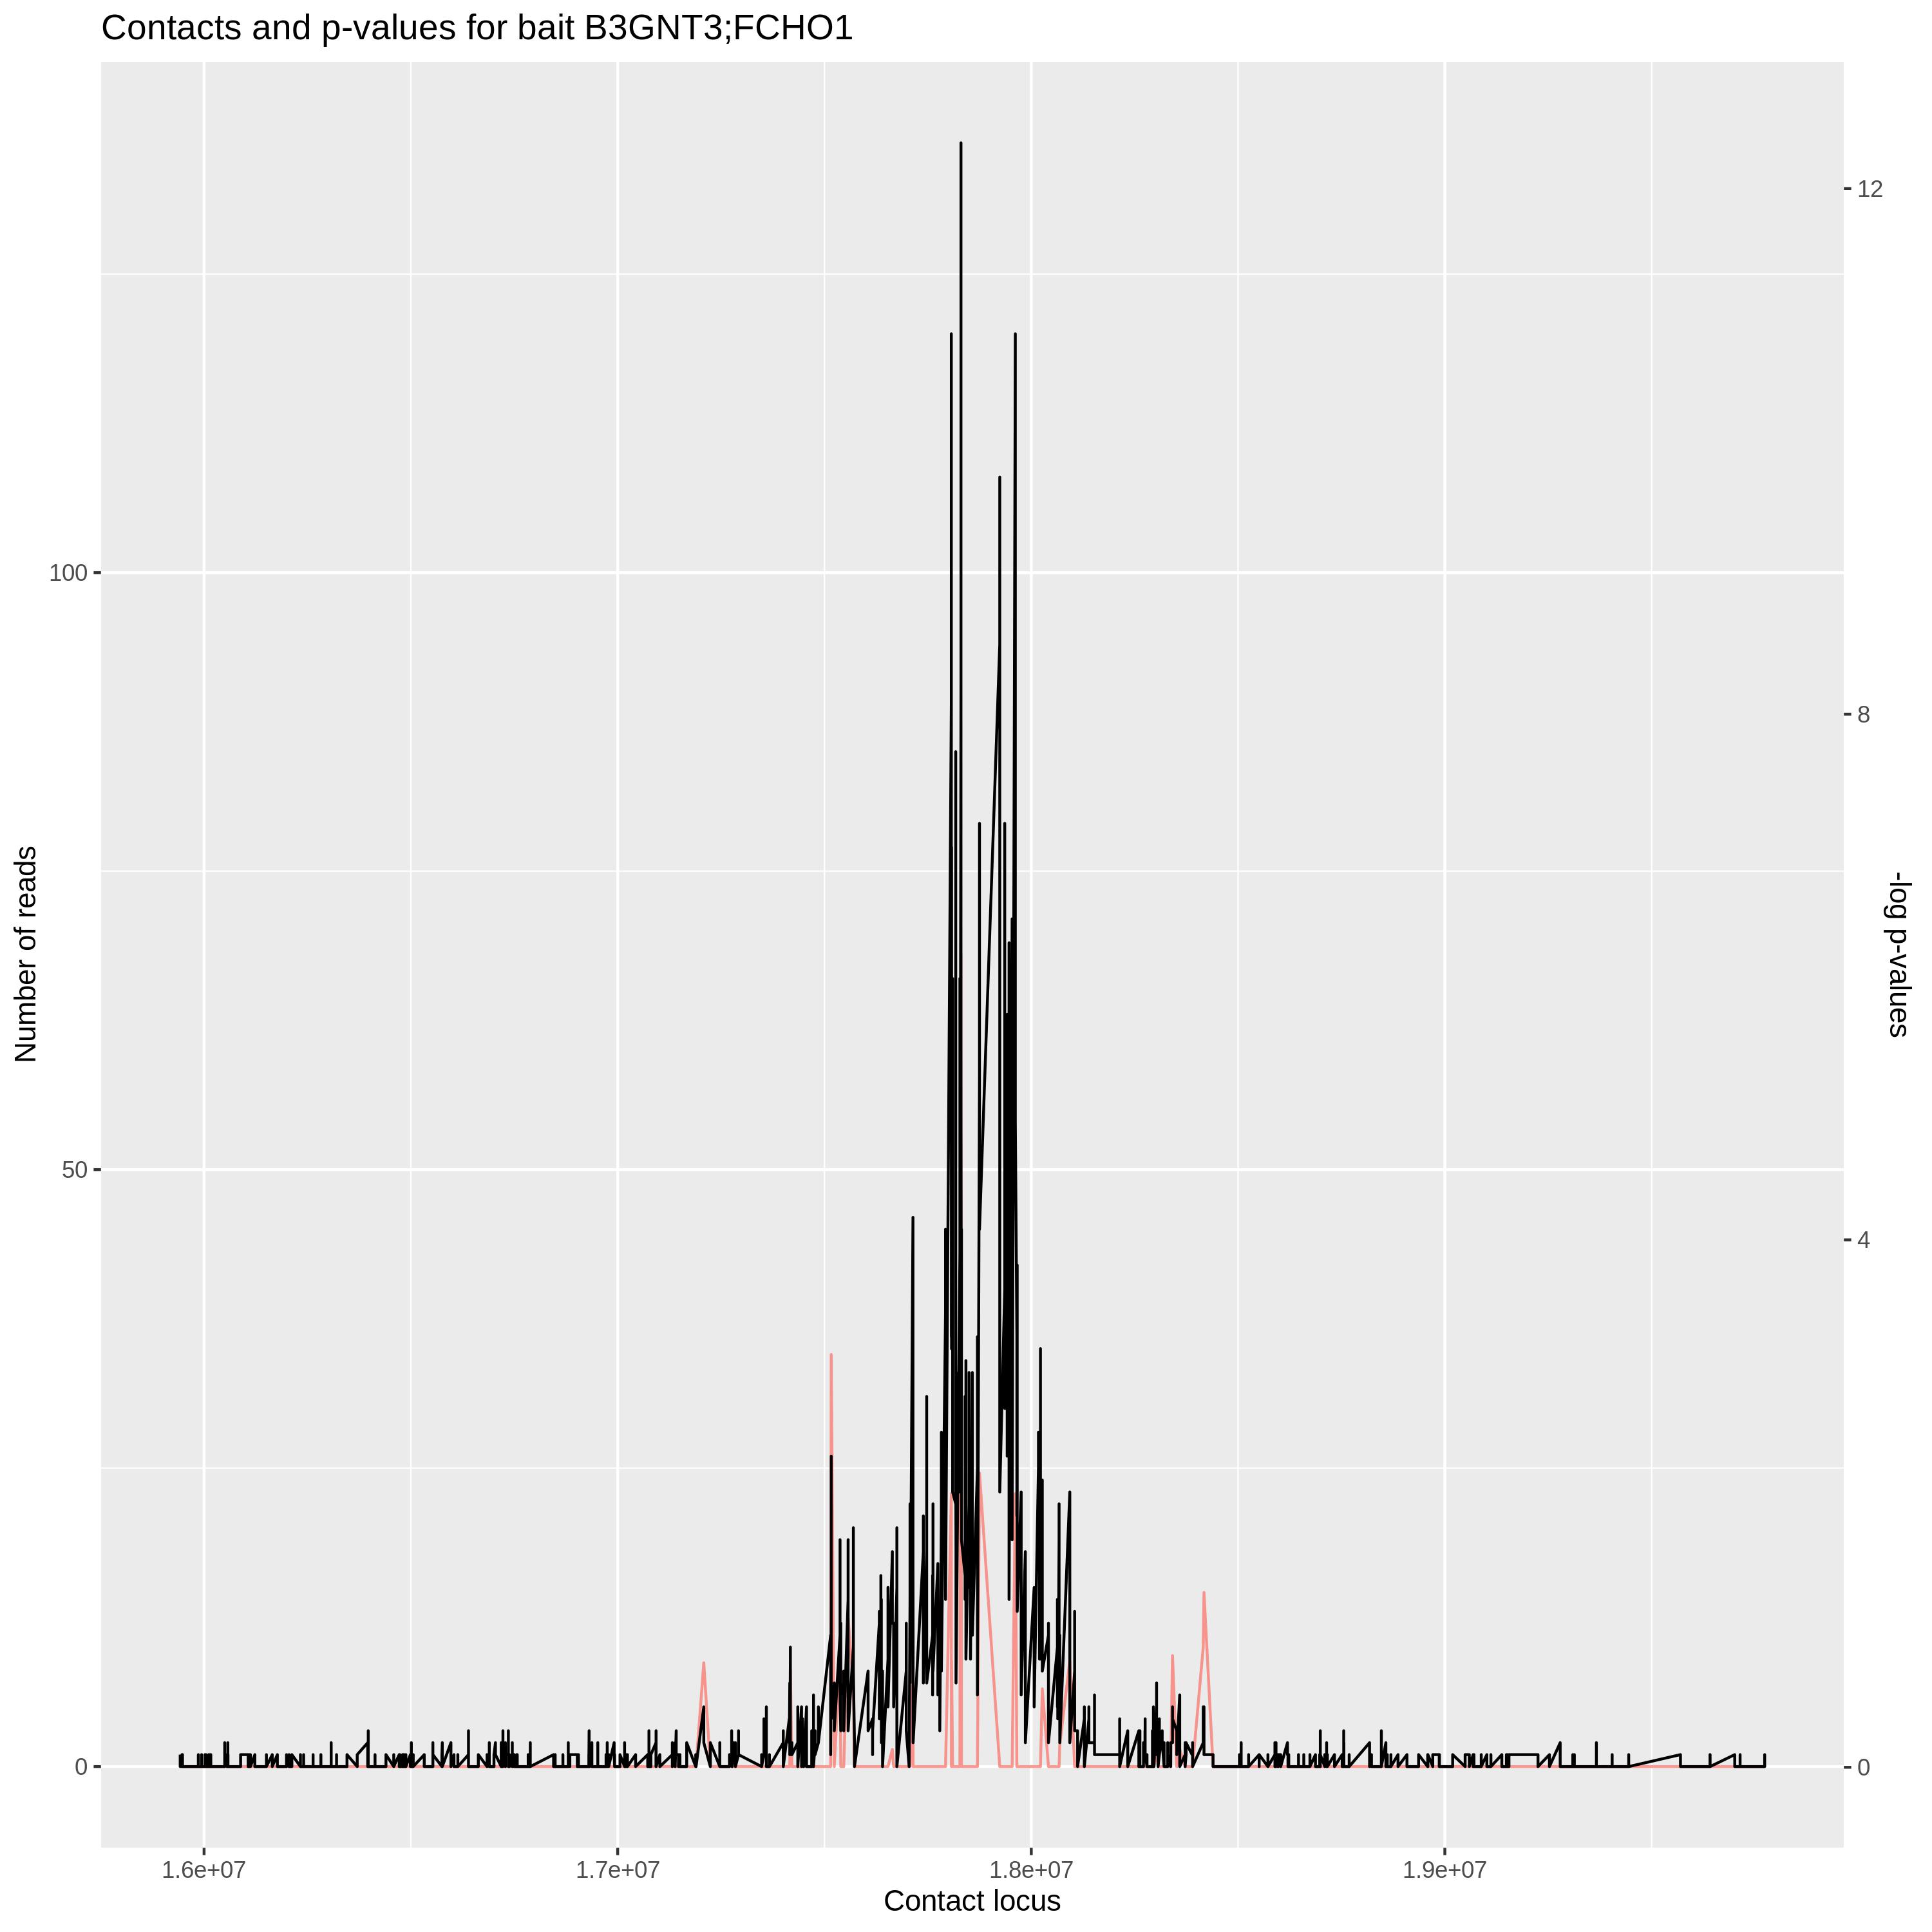 Contacts and p-values for bait B3GNT3;FCHO1
12
100
8
Number of reads
-log p-values
50
4
0
0
1.6e+07
1.7e+07
1.8e+07
1.9e+07
Contact locus